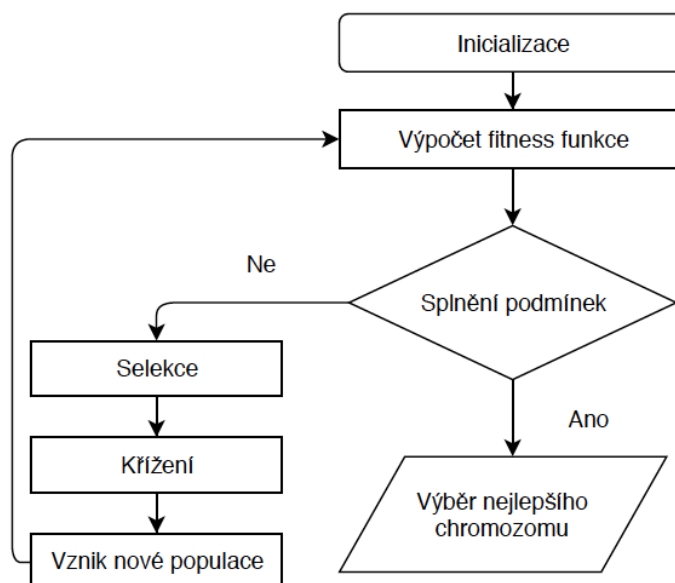 Inicializace
Výpočet fitness funkce
Ne
Splnění podmínek
Selekce
Ano
Křížení
Výběr nejlepšího
chromozomu
Vznik nové populace